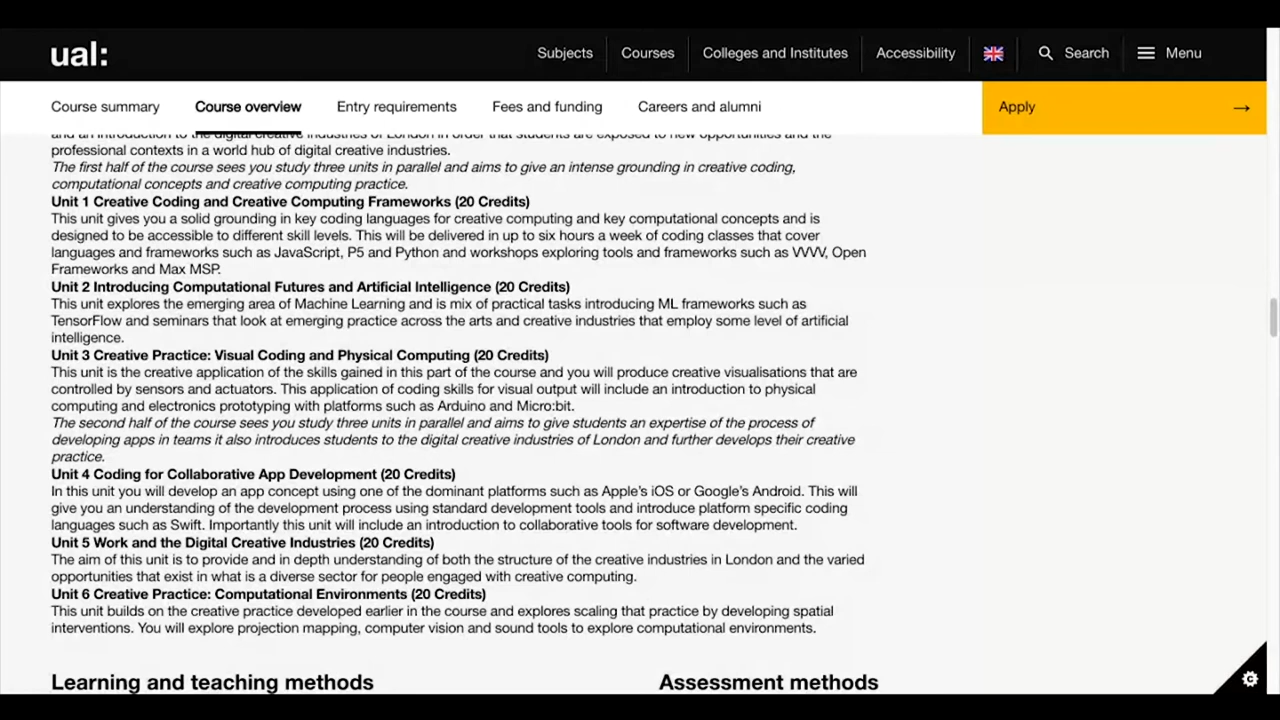 ual:
Subjects
Courses
Colleges and Institutes
Accessibility
Search
Menu
Course summary
Course overview
Entry requirements
Fees and funding
Careers and alumni
Apply →
and an introduction to the digital creative industries of London in order that students are exposed to new opportunities and the
professional contexts in a world hub of digital creative industries.
The first half of the course sees you study three units in parallel and aims to give an intense grounding in creative coding,
computational concepts and creative computing practice.
Unit 1 Creative Coding and Creative Computing Frameworks (20 Credits)
This unit gives you a solid grounding in key coding languages for creative computing and key computational concepts and is
designed to be accessible to different skill levels. This will be delivered in up to six hours a week of coding classes that cover
languages and frameworks such as JavaScript, P5 and Python and workshops exploring tools and frameworks such as VVVV, Open
Frameworks and Max MSP.
Unit 2 Introducing Computational Futures and Artificial Intelligence (20 Credits)
This unit explores the emerging area of Machine Learning and is mix of practical tasks introducing ML frameworks such as
TensorFlow and seminars that look at emerging practice across the arts and creative industries that employ some level of artificial
intelligence.
Unit 3 Creative Practice: Visual Coding and Physical Computing (20 Credits)
This unit is the creative application of the skills gained in this part of the course and you will produce creative visualisations that are
controlled by sensors and actuators. This application of coding skills for visual output will include an introduction to physical
computing and electronics prototyping with platforms such as Arduino and Micro:bit.
The second half of the course sees you study three units in parallel and aims to give students an expertise of the process of
developing apps in teams it also introduces students to the digital creative industries of London and further develops their creative
practice.
Unit 4 Coding for Collaborative App Development (20 Credits)
In this unit you will develop an app concept using one of the dominant platforms such as Apple's iOS or Google's Android. This will
give you an understanding of the development process using standard development tools and introduce platform specific coding
languages such as Swift. Importantly this unit will include an introduction to collaborative tools for software development.
Unit 5 Work and the Digital Creative Industries (20 Credits)
The aim of this unit is to provide and in depth understanding of both the structure of the creative industries in London and the varied
opportunities that exist in what is a diverse sector for people engaged with creative computing.
Unit 6 Creative Practice: Computational Environments (20 Credits)
This unit builds on the creative practice developed earlier in the course and explores scaling that practice by developing spatial
interventions. You will explore projection mapping, computer vision and sound tools to explore computational environments.
Learning and teaching methods
Assessment methods